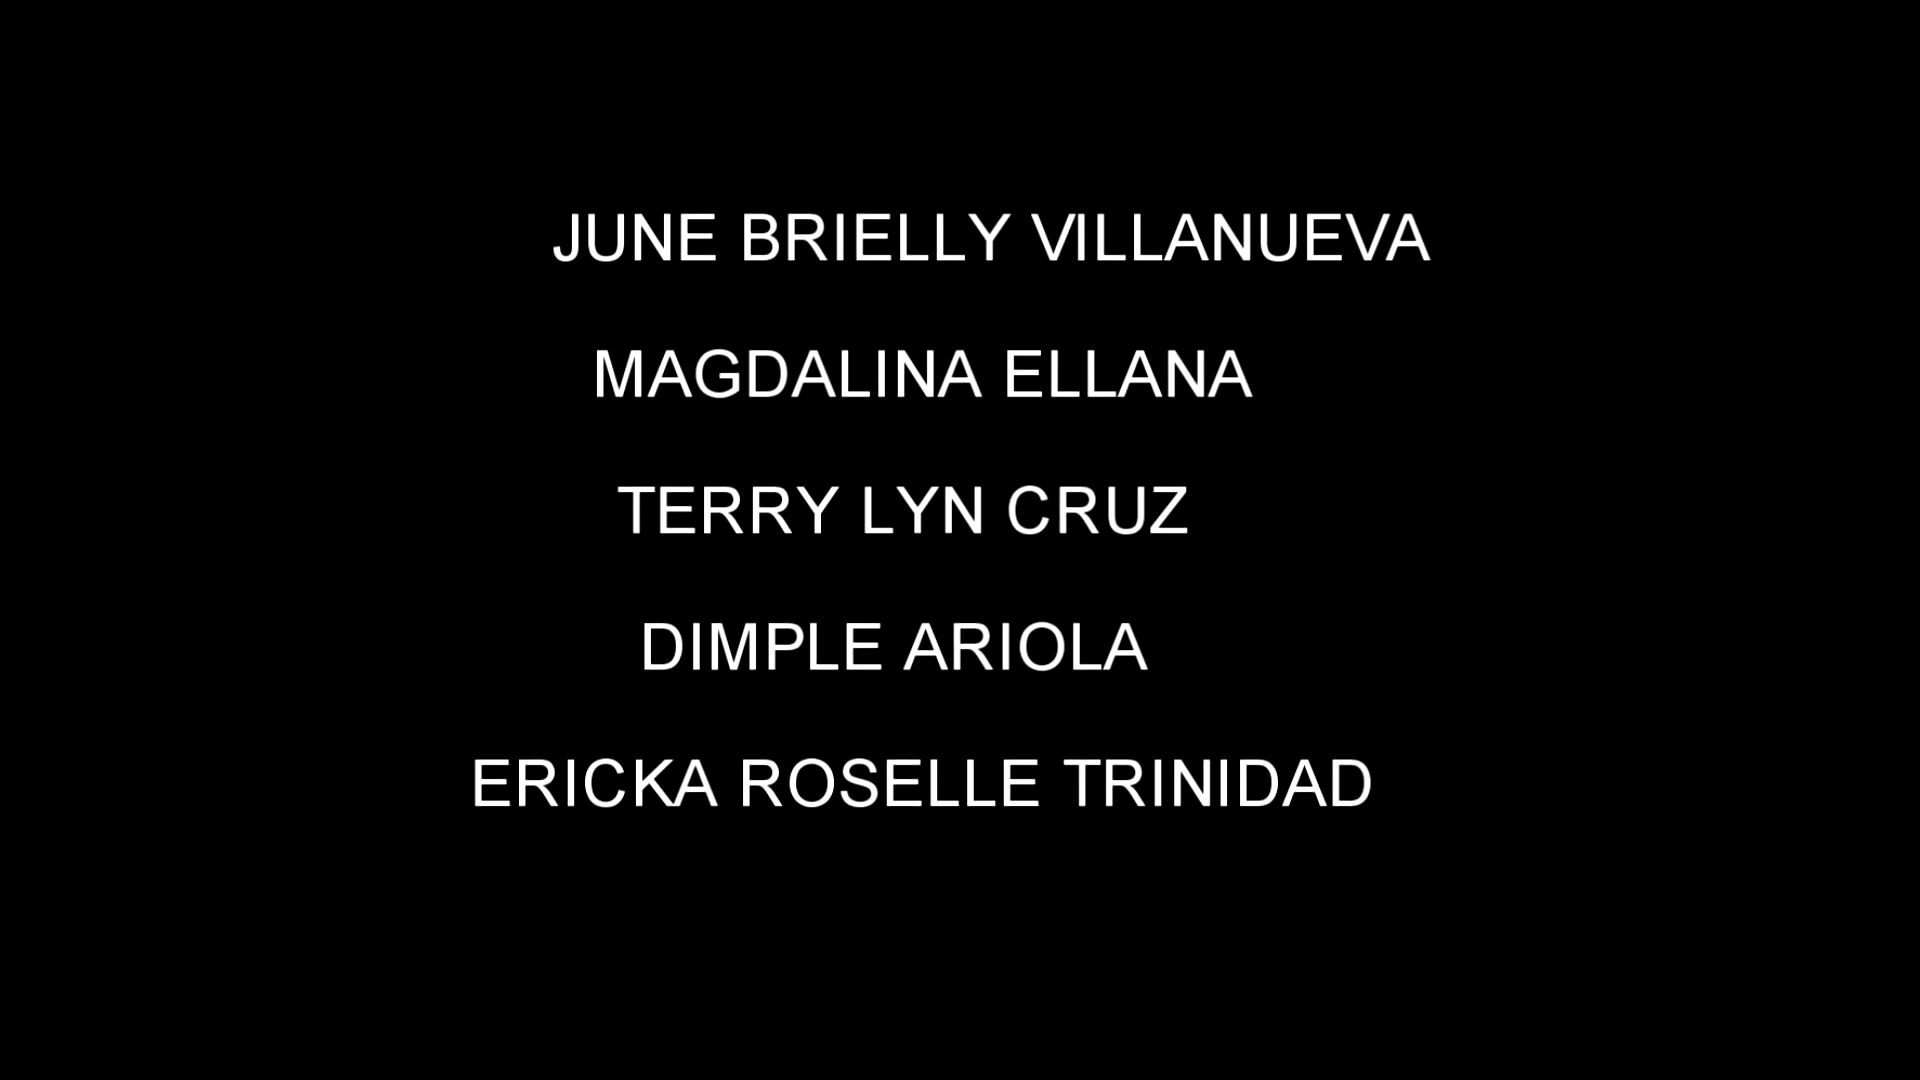 JUNE BRIELLY VILLANUEVA
MAGDALINA ELLANA
TERRY LYN CRUZ
DIMPLE ARIOLA
ERICKA ROSELLE TRINIDAD